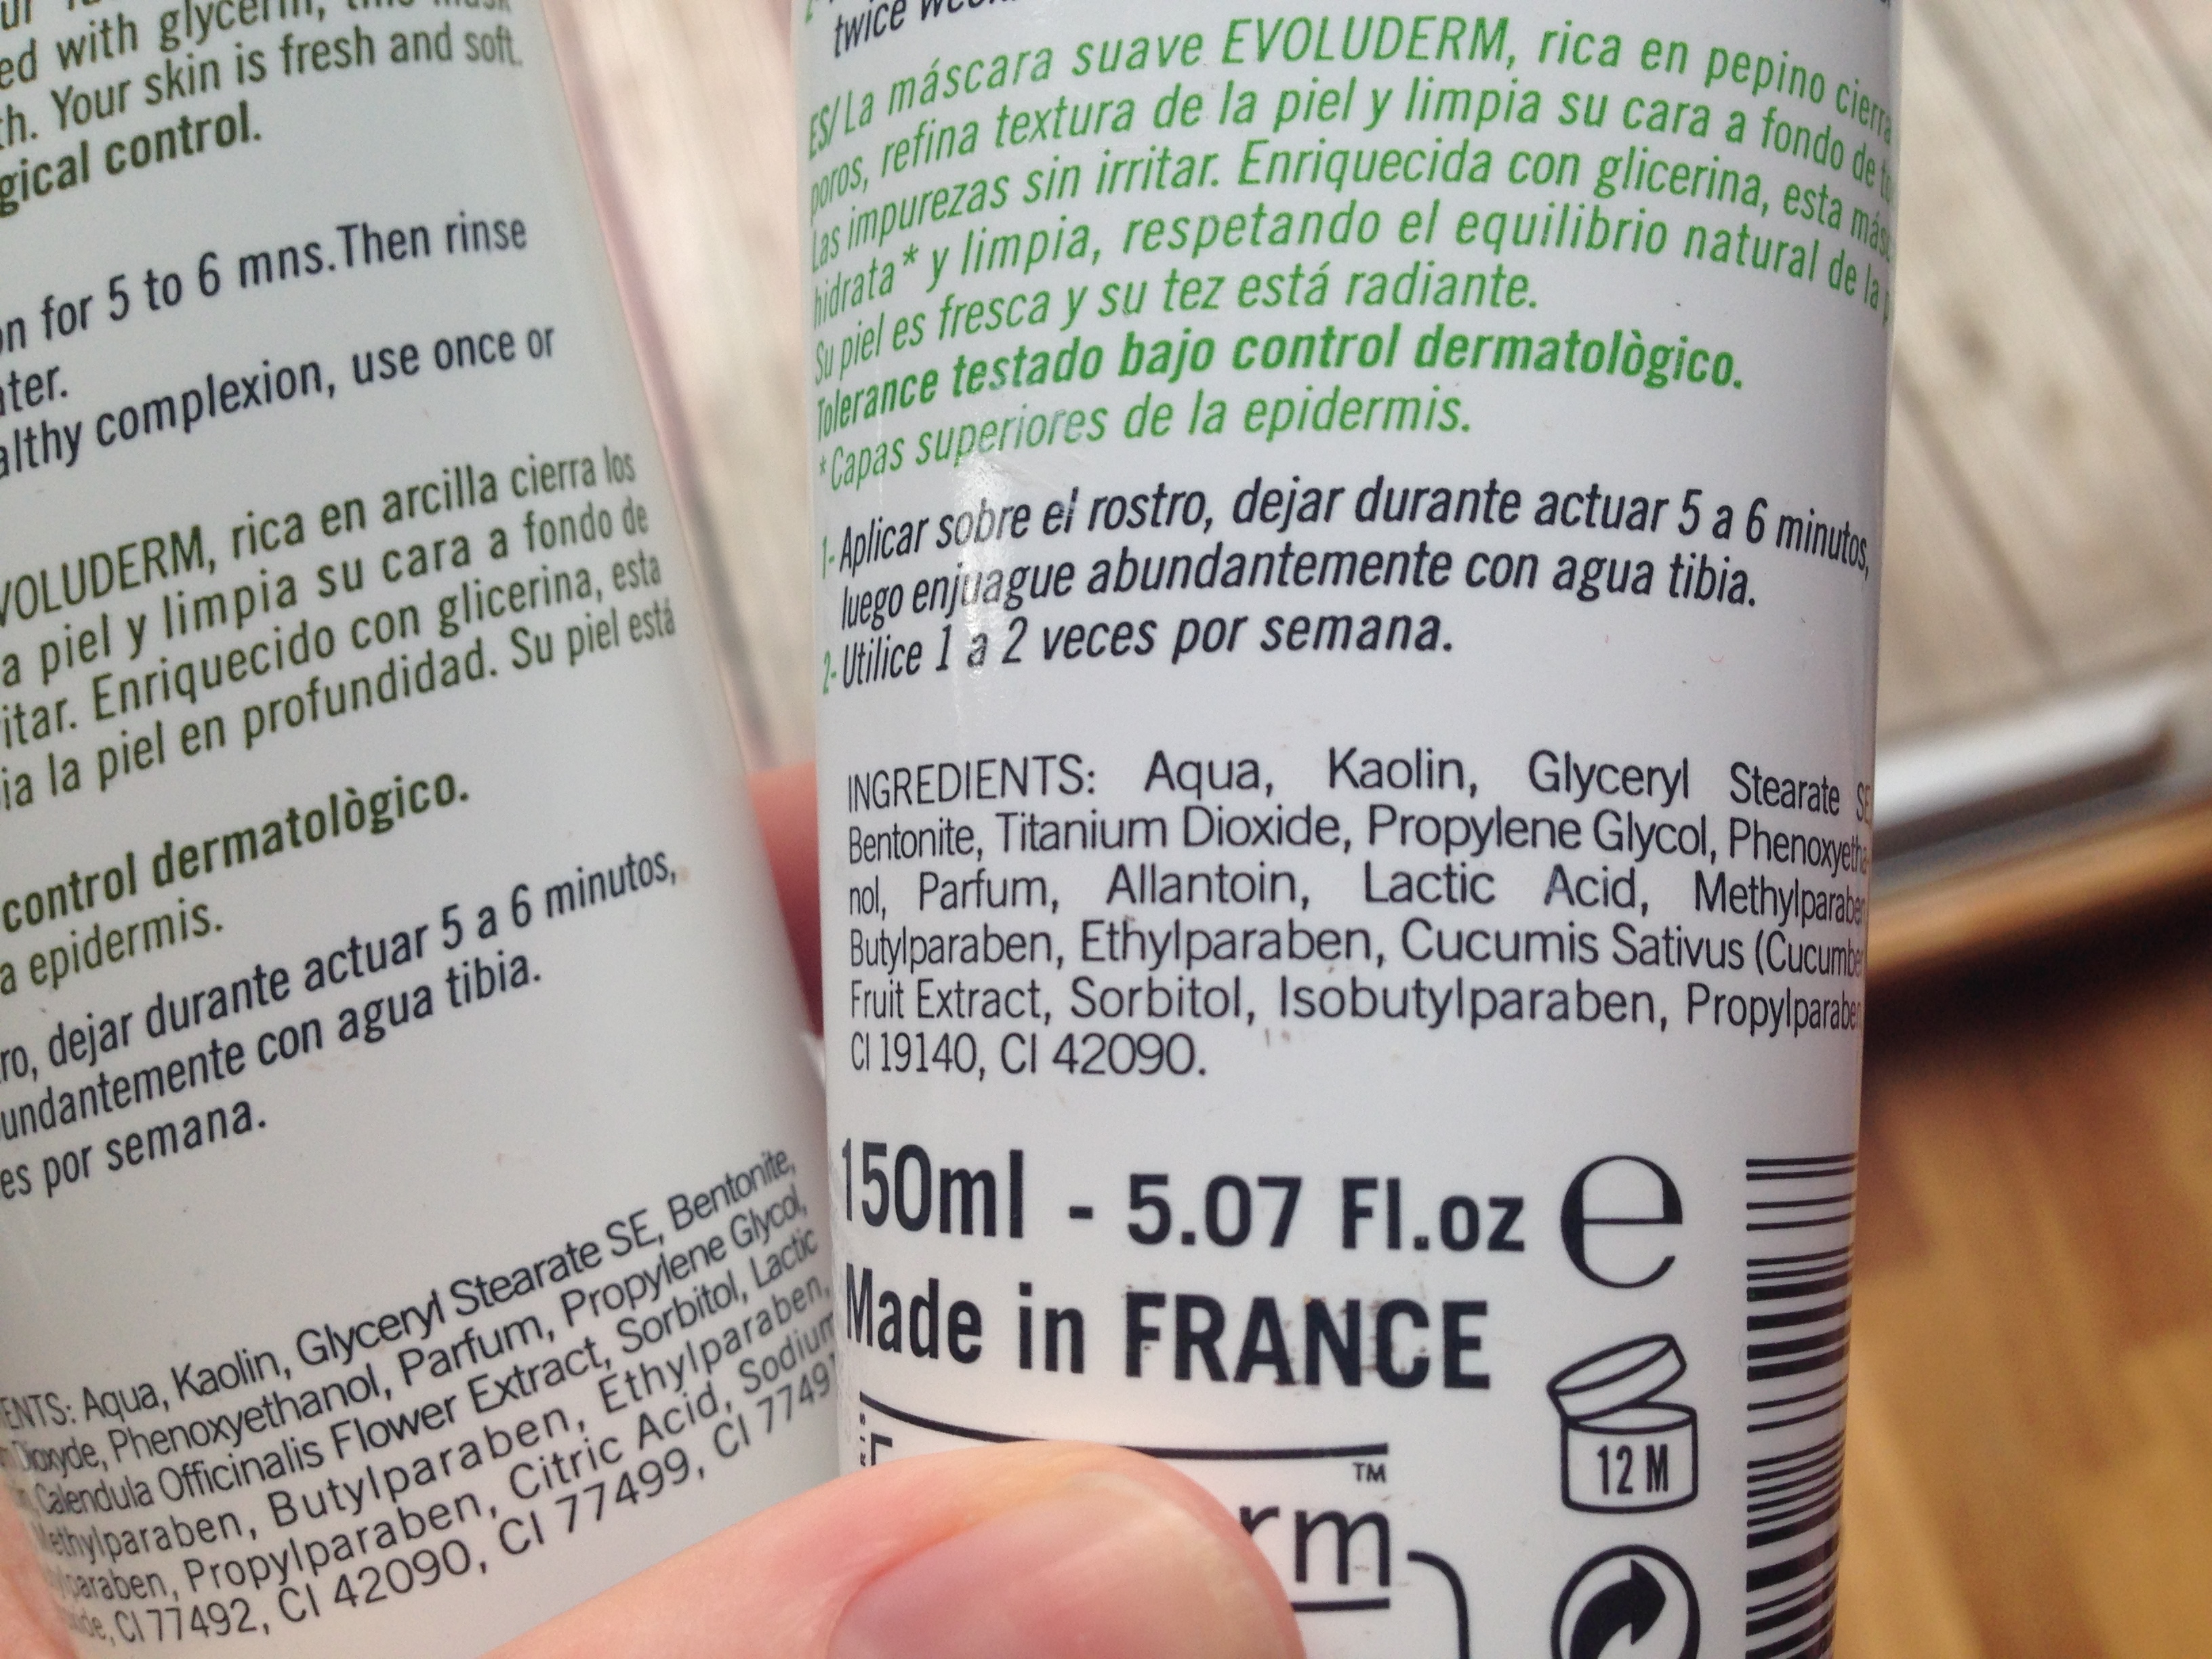 ed with glycerin,
th. Your skin is fresh and soft.
gical control.
on for 5 to 6 mns.Then rinse
ater.
althy complexion, use once or
VOLUDERM, rica en arcilla cierra los
a piel y limpia su cara a fondo de
itar. Enriquecido con glicerina, esta
ia la piel en profundidad. Su piel está
control dermatològico.
a epidermis.
ro, dejar durante actuar 5 a 6 minutos,
undantemente con agua tibia.
es por semana.
ENTS: Aqua, Kaolin, Glyceryl Stearate SE, Bentonite,
Dioxyde, Phenoxyethanol, Parfum, Propylene Glycol,
Calendula Officinalis Flower Extract, Sorbitol, Lactic
Methylparaben, Butylparaben, Ethylparaben,
paraben, Propylparaben, Citric Acid, Sodium
CI 77492, CI 42090, CI 77499, CI 7749
twice
ES/ La máscara suave EVOLUDERM, rica en pepino cierra
poros, refina textura de la piel y limpia su cara a fondo de
las impurezas sin irritar. Enriquecida con glicerina, esta más
hidrata* y limpia, respetando el equilibrio natural de la
Su piel es fresca y su tez está radiante.
Tolerance testado bajo control dermatològico.
*Capas superiores de la epidermis.
1- Aplicar sobre el rostro, dejar durante actuar 5 a 6 minutos,
luego enjuague abundantemente con agua tibia.
2- Utilice 1 a 2 veces por semana.
INGREDIENTS: Aqua, Kaolin, Glyceryl Stearate SE
Bentonite, Titanium Dioxide, Propylene Glycol, Phenoxyetha-
nol, Parfum, Allantoin, Lactic Acid, Methylparaben
Butylparaben, Ethylparaben, Cucumis Sativus (Cucumber
Fruit Extract, Sorbitol, Isobutylparaben, Propylparaben
CI 19140, CI 42090.
150ml - 5.07 Fl.oz e
Made in FRANCE
TM
12 M
rm